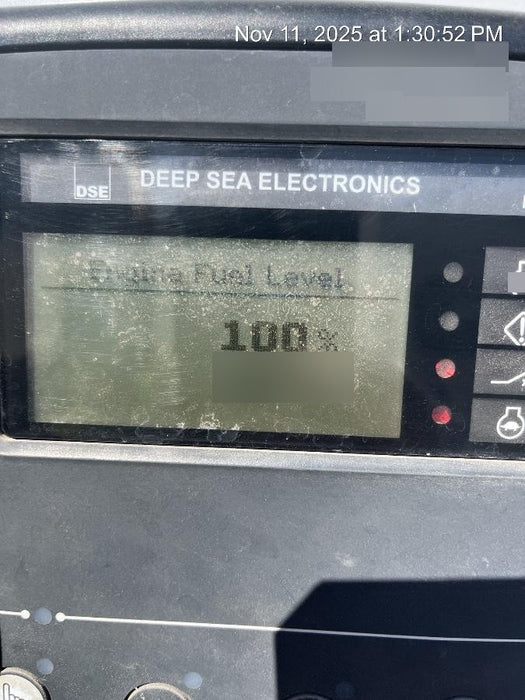 Nov 11, 2025 at 1:30:52 PM
DSE
DEEP SEA ELECTRONICS
Engine Fuel Level
100 %